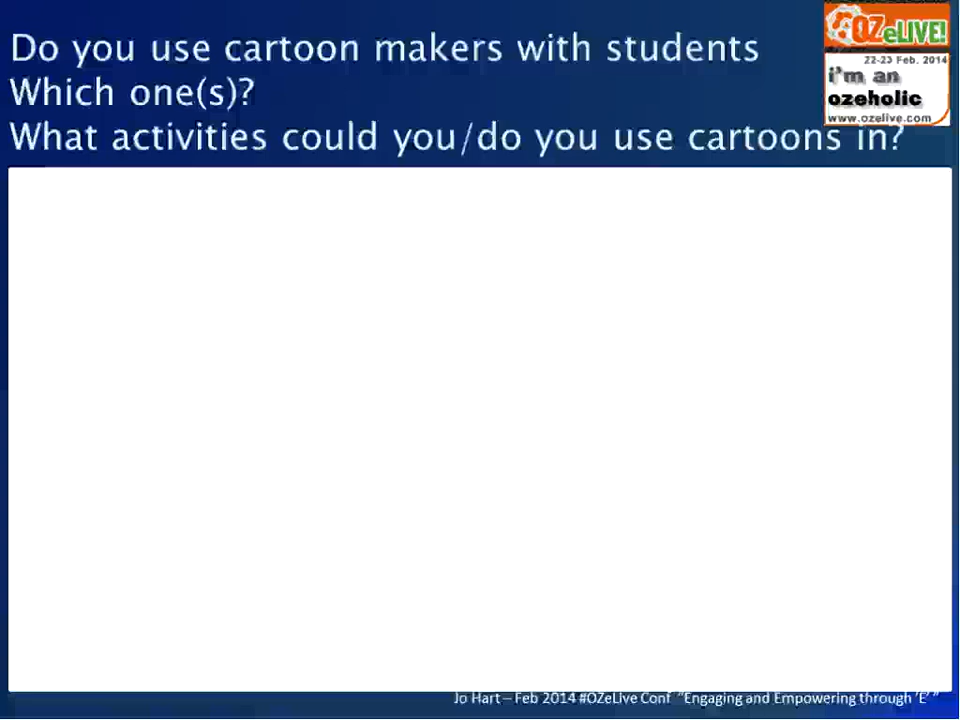 Do you use cartoon makers with students
Which one(s)?
What activities could you/do you use cartoons in?
OZeLIVE!
22-23 Feb. 2014
i'm an
ozeholic
www.ozelive.com
Jo Hart – Feb 2014 #OZeLive Conf "Engaging and Empowering through 'E' "